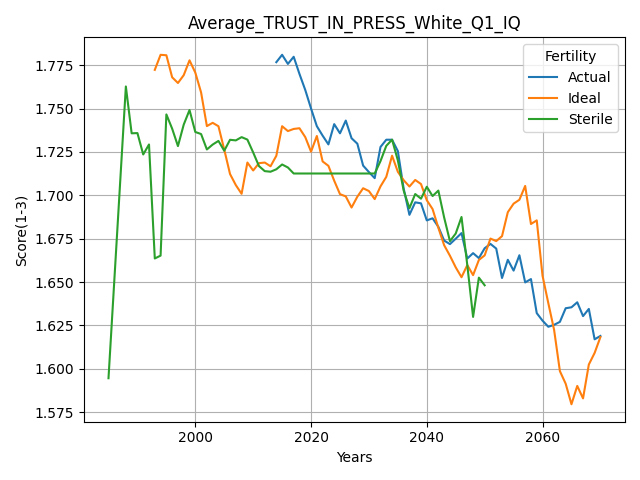 Average_TRUST_IN_PRESS_White_Q1_IQ
Fertility
Actual
Ideal
Sterile
Score(1-3)
1.775
1.750
1.725
1.700
1.675
1.650
1.625
1.600
1.575
2000
2020
2040
2060
Years